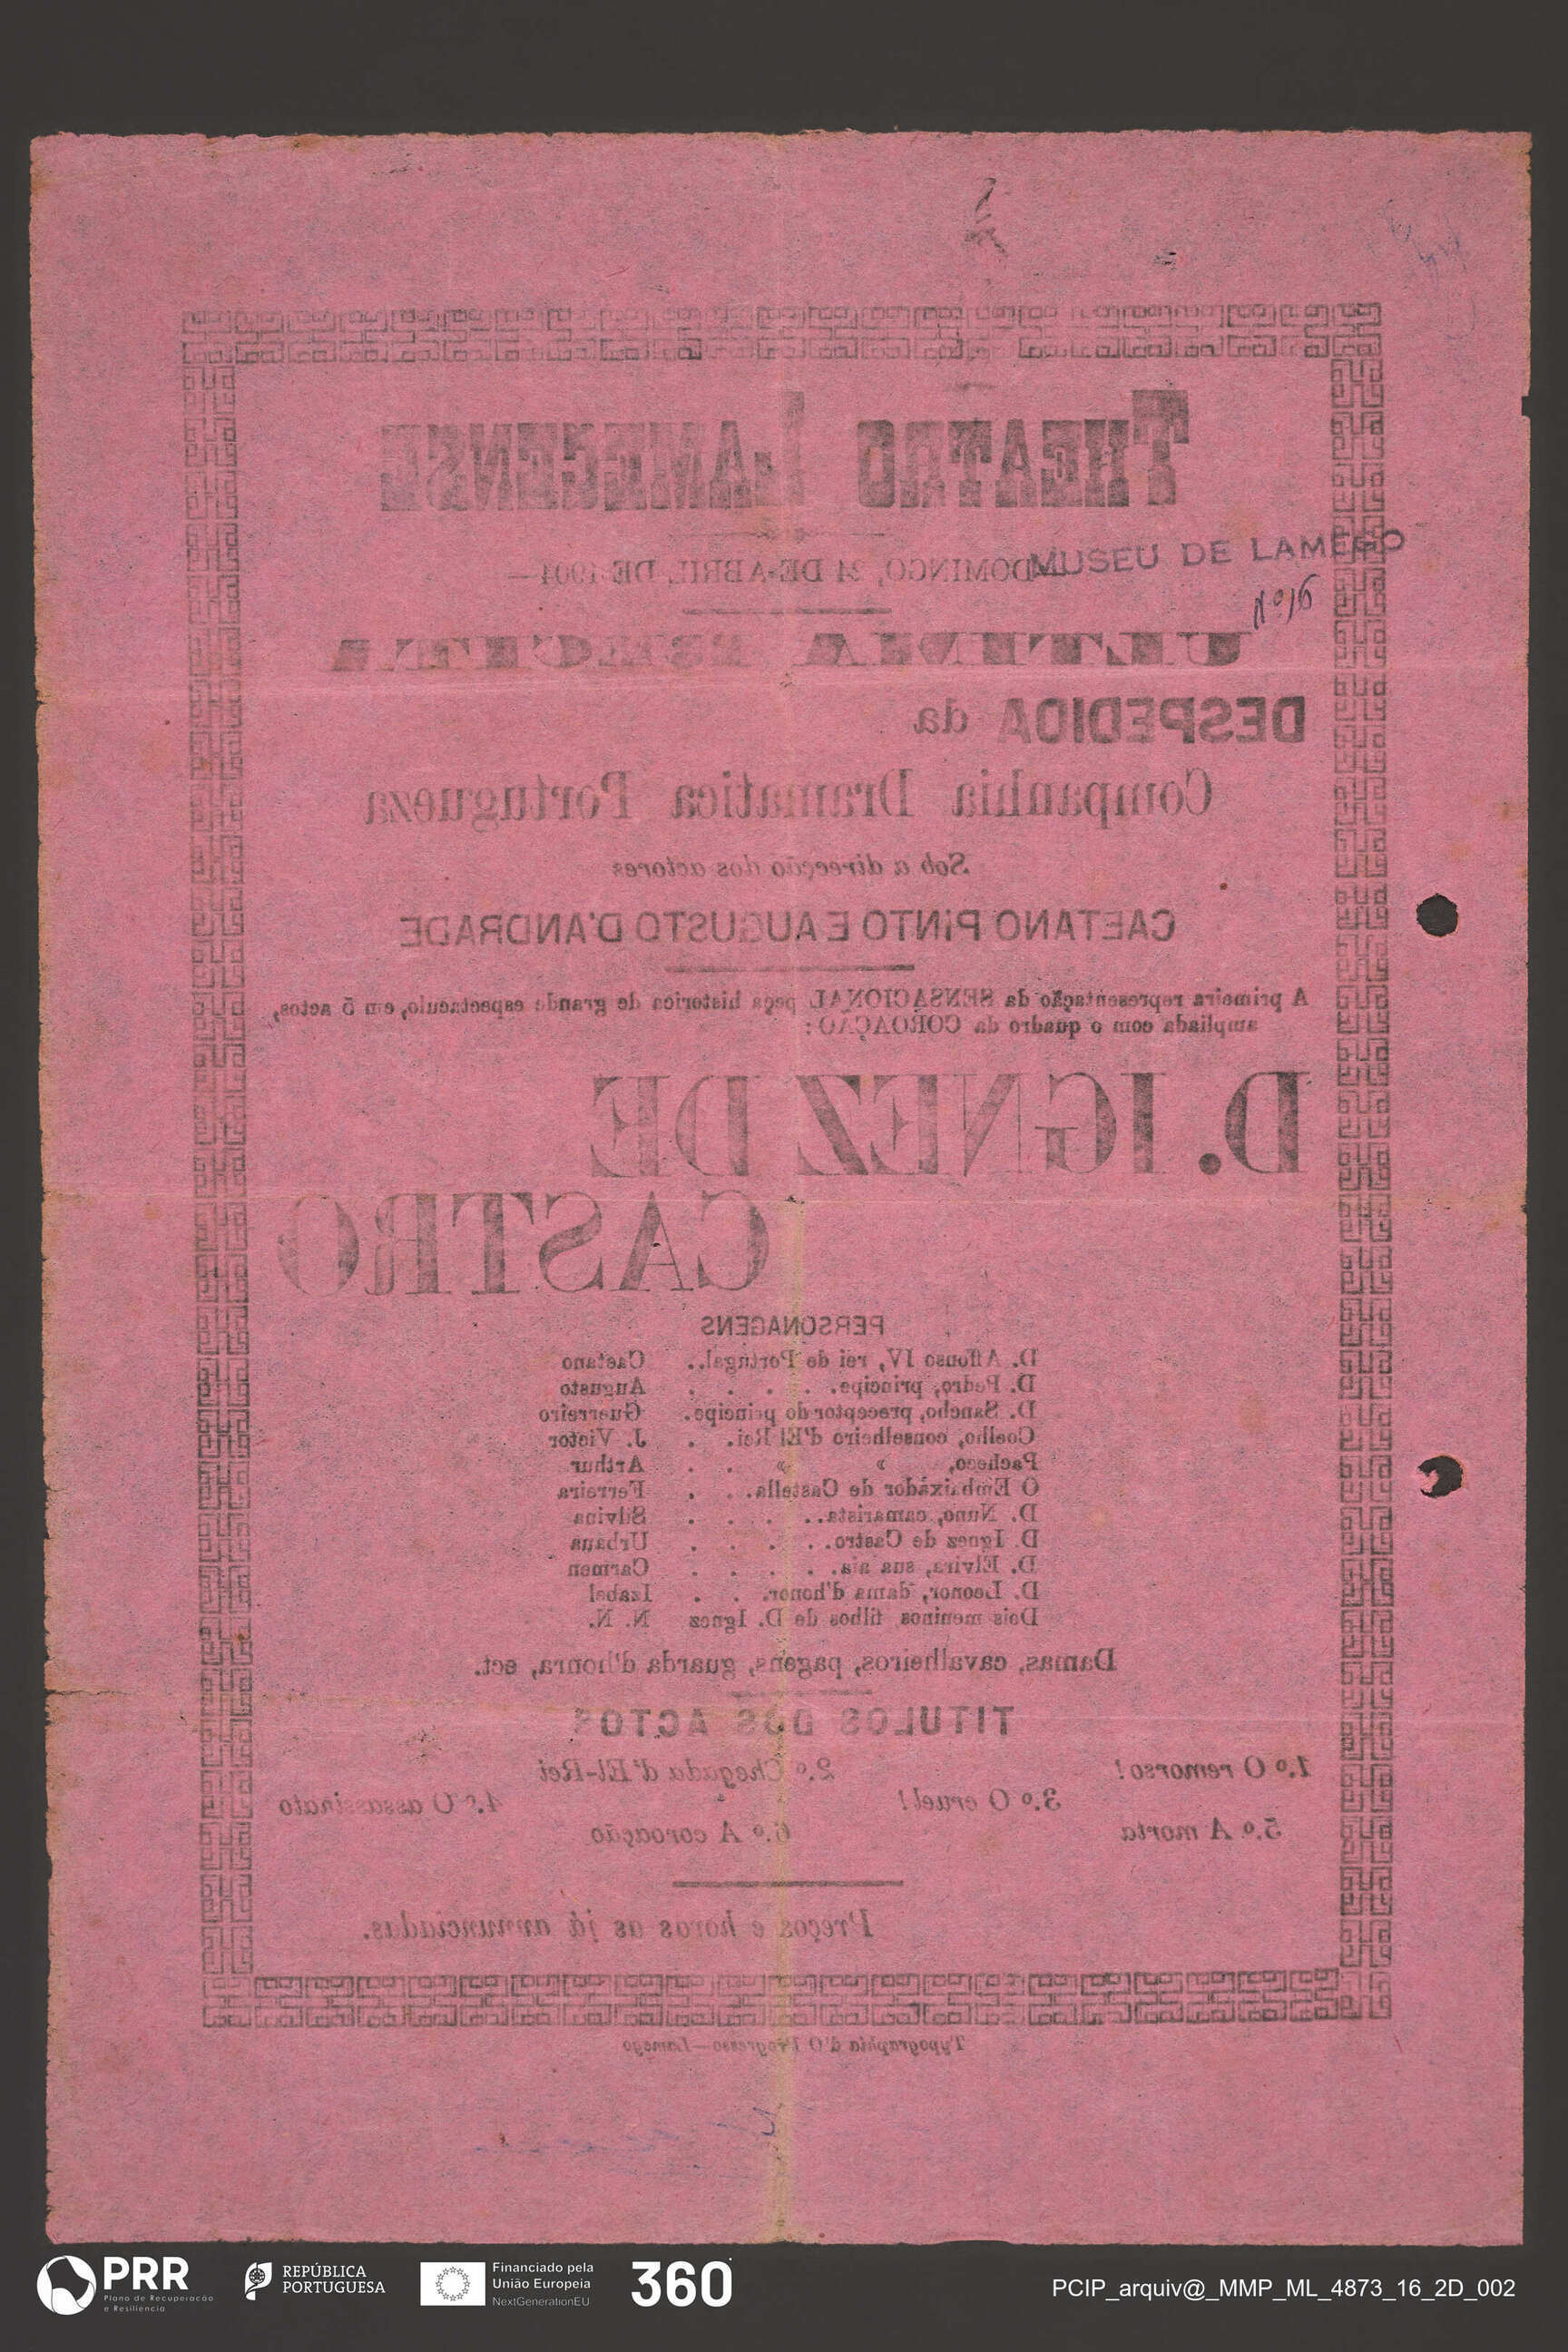 THEATRO LAMECENSE
DOMINGO, 24 DE ABRIL DE 1904—
MUSEU DE LAMEGO
Nº 16
ULTIMA RECITA
DESPEDIDA da
Companhia Dramatica Portugueza
Sob a direcção dos actores
CAETANO PINTO E AUGUSTO D'ANDRADE
A primeira representação da SENSACIONAL peça historica de grande espectaculo, em 5 actos,
ampliada com o quadro da COROAÇÃO:
D. IGNEZ DE
CASTRO
PERSONAGENS
D. Affonso IV, rei de Portugal.. Caetano
D. Pedro, principe. . . . . Augusto
D. Sancho, preceptor do principe. Guerreiro
Coelho, conselheiro d'El Rei. . . J. Victor
Pacheco, » » . . Arthur
O Embaixador de Castella. . . Ferreira
D. Nuno, camarista.. . . . Silvina
D. Ignez de Castro. . . . . Urbana
D. Elvira, sua aia. . . . . Carmen
D. Leonor, dama d'honor. . . Izabel
Dois meninos, filhos de D. Ignez N. N.
Damas, cavalheiros, pagens, guarda d'honra, ect.
TITULOS DOS ACTOS
1.º O remorso! 2.º Chegada d'El-Rei
3.º O cruel! 4.º O assassinato
5.º A morta 6.º A coroação
Preços e horas as já annunciadas.
Typographia d'O Progresso—Lamego
PRR
Plano de Recuperação
e Resiliência
REPÚBLICA
PORTUGUESA
Financiado pela
União Europeia
NextGenerationEU
360
PCIP_arquiv@_MMP_ML_4873_16_2D_002